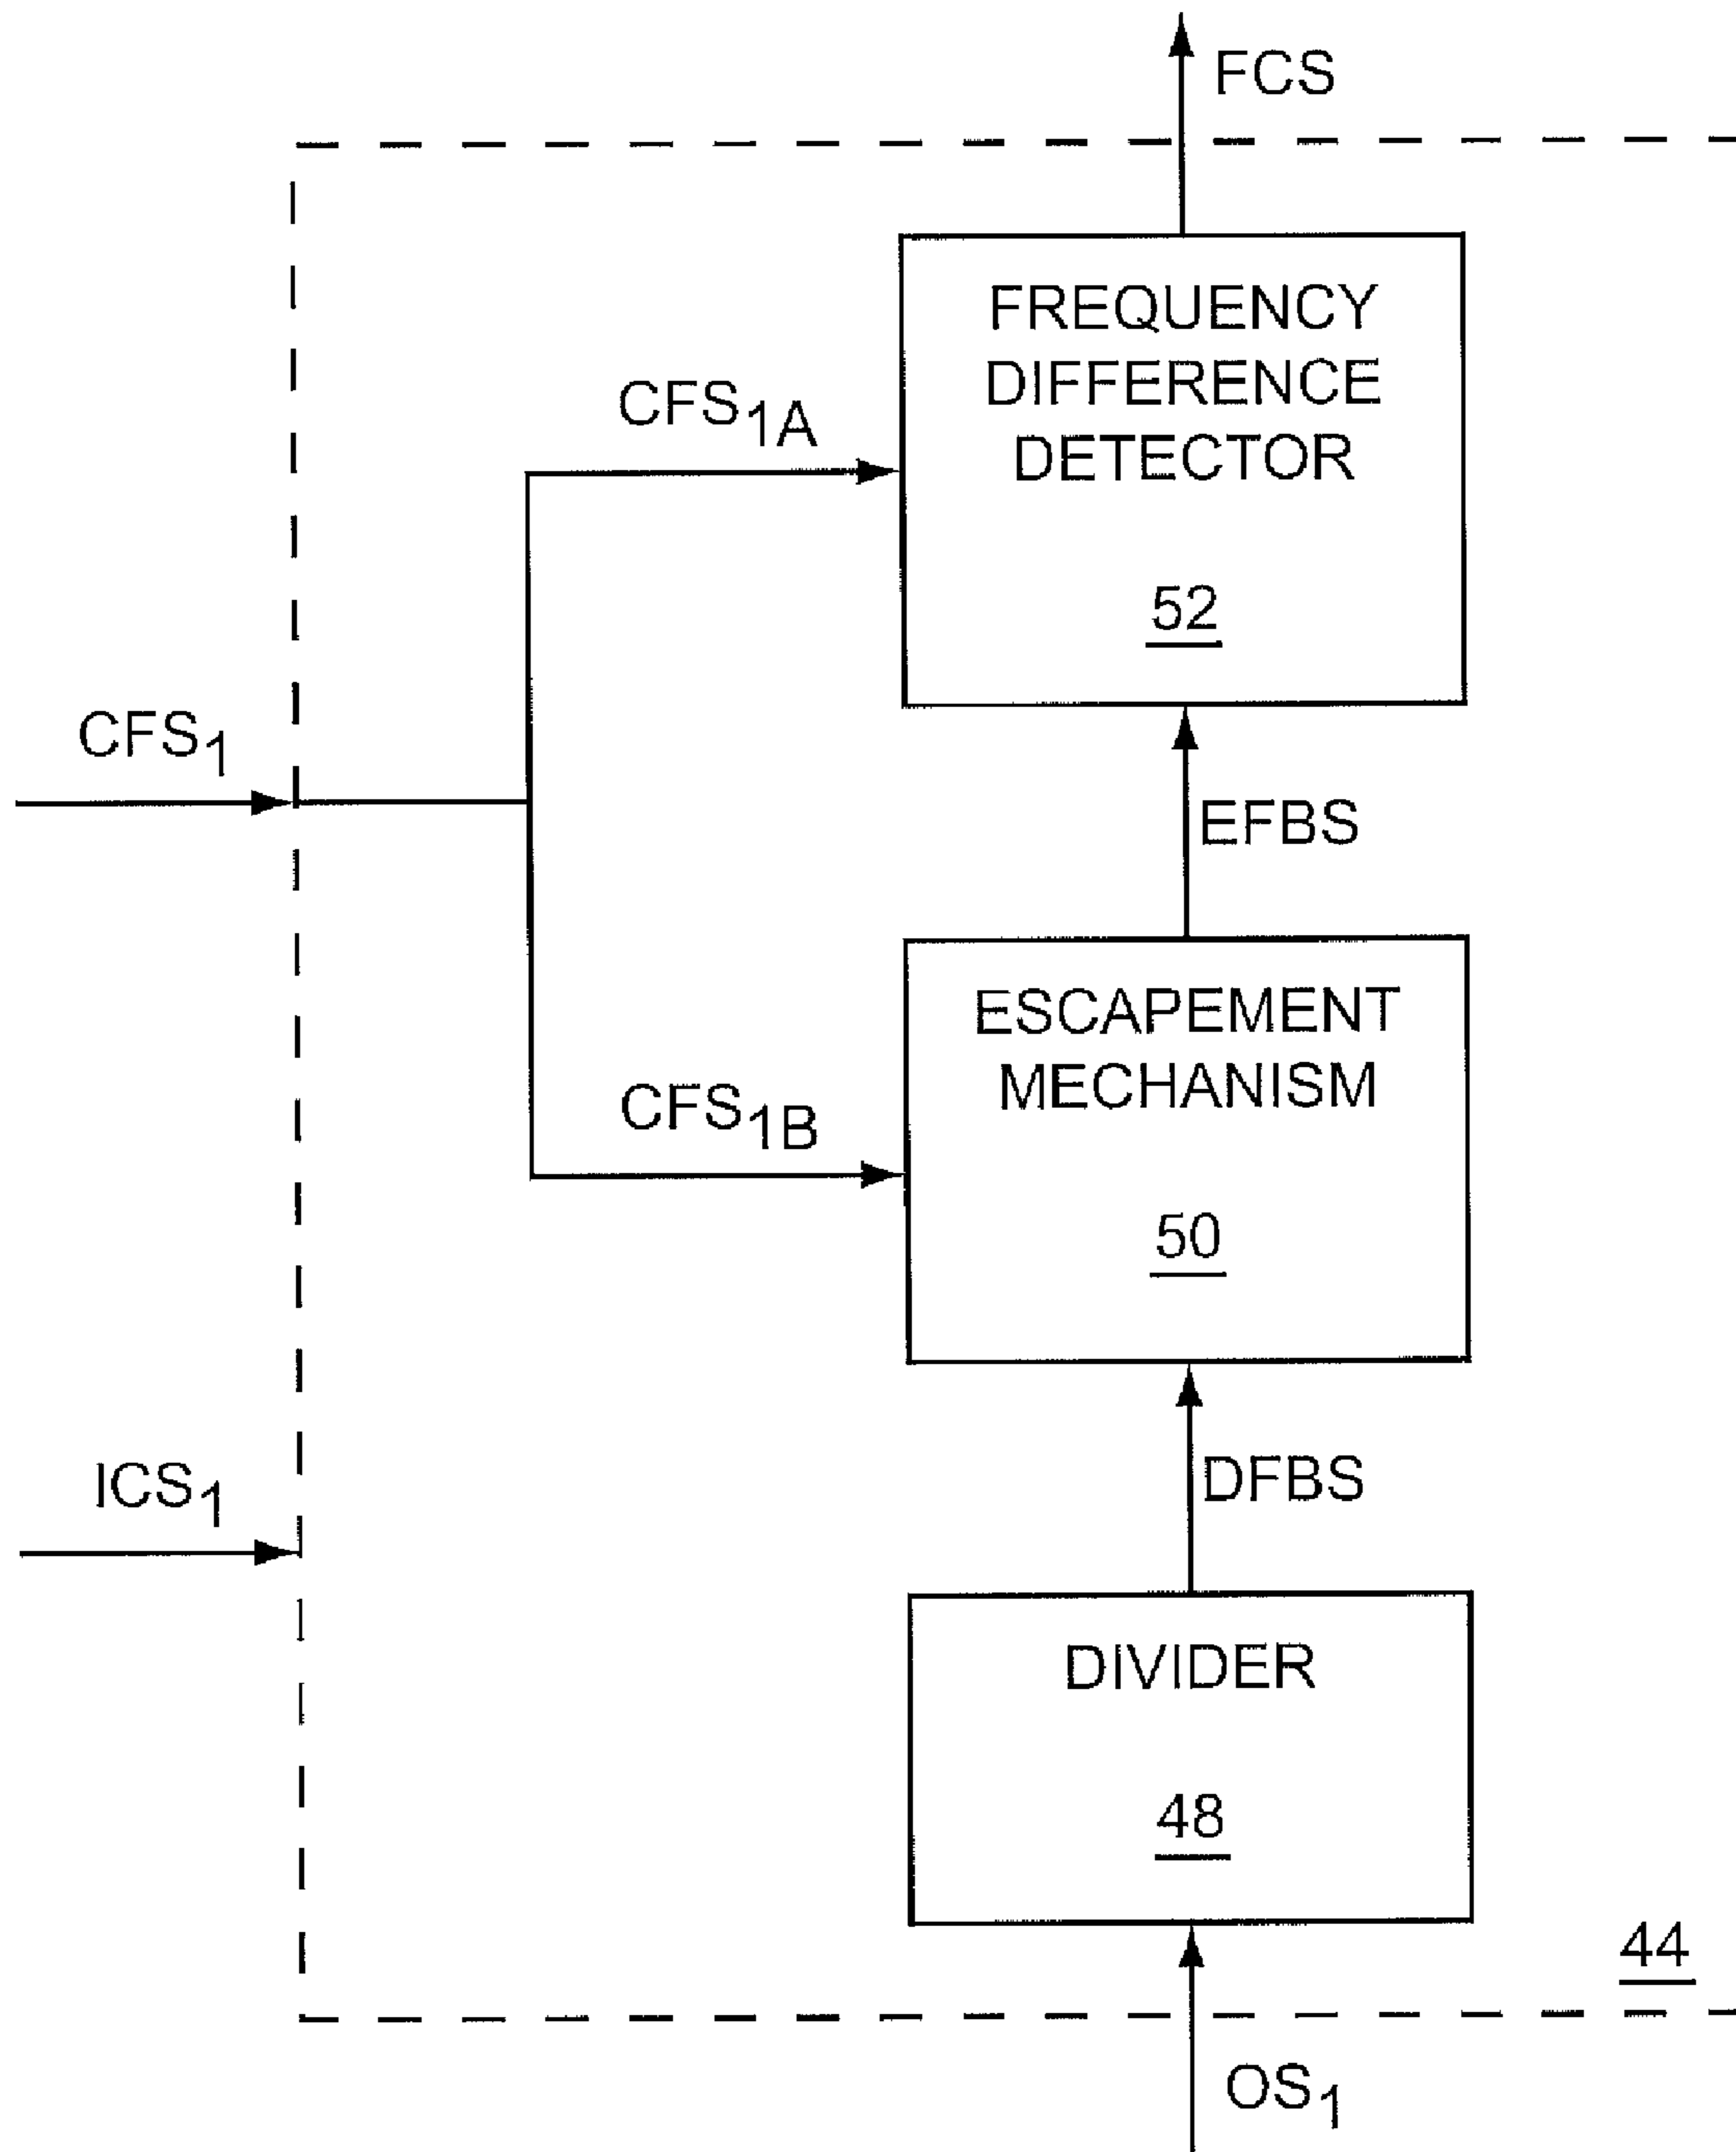 FCS
FREQUENCY
DIFFERENCE
DETECTOR
52
CFS1A
CFS1
EFBS
ESCAPEMENT
MECHANISM
50
CFS1B
ICS1
DFBS
DIVIDER
48
44
OS1